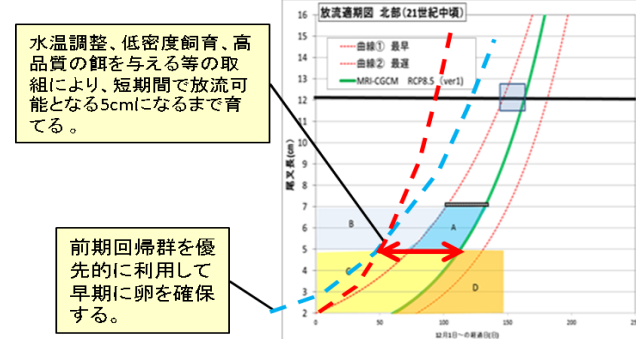 水温調整、低密度飼育、高
品質の餌を与える等の取
組により、短期間で放流可
能となる5cmになるまで育
てる。
前期回帰群を優
先的に利用して
早期に卵を確保
する。
放流適期図 北部(21世紀中頃)
曲線① 最早
曲線② 最遅
MRI-CGCM RCP8.5 (ver1)
尾叉長(cm)
16
15
14
13
12
11
10
9
8
7
6
5
4
3
2
B
A
C
D
0
50
100
150
200
250
12月1日~の経過日(日)